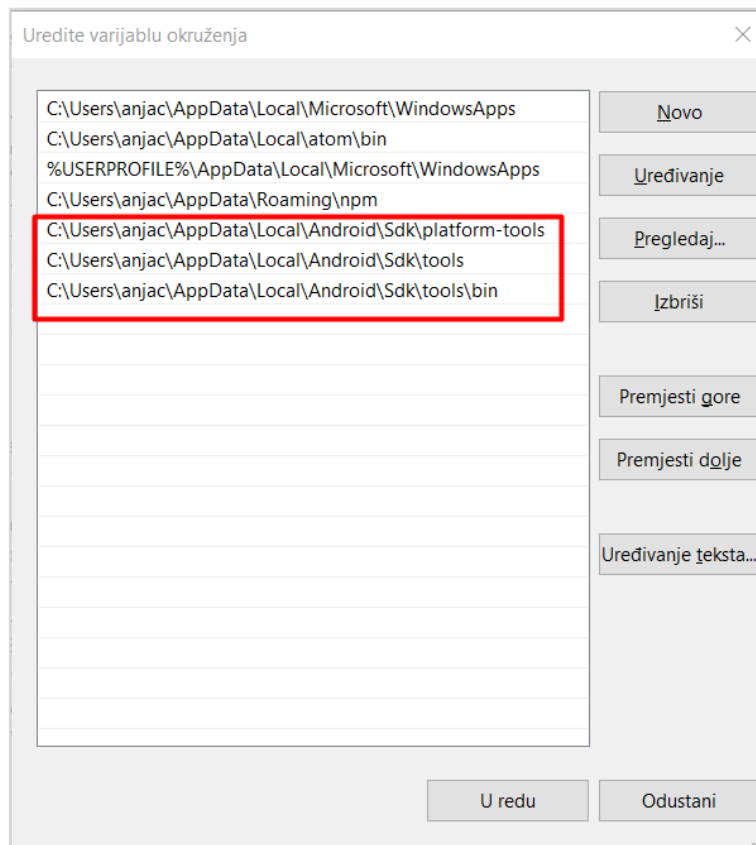 Uredite varijablu okruženja
C:\Users\anjac\AppData\Local\Microsoft\WindowsApps
C:\Users\anjac\AppData\Local\atom\bin
%USERPROFILE%\AppData\Local\Microsoft\WindowsApps
C:\Users\anjac\AppData\Roaming\npm
C:\Users\anjac\AppData\Local\Android\Sdk\platform-tools
C:\Users\anjac\AppData\Local\Android\Sdk\tools
C:\Users\anjac\AppData\Local\Android\Sdk\tools\bin
Novo
Uređivanje
Pregledaj...
Izbriši
Premjesti gore
Premjesti dolje
Uređivanje teksta...
U redu
Odustani